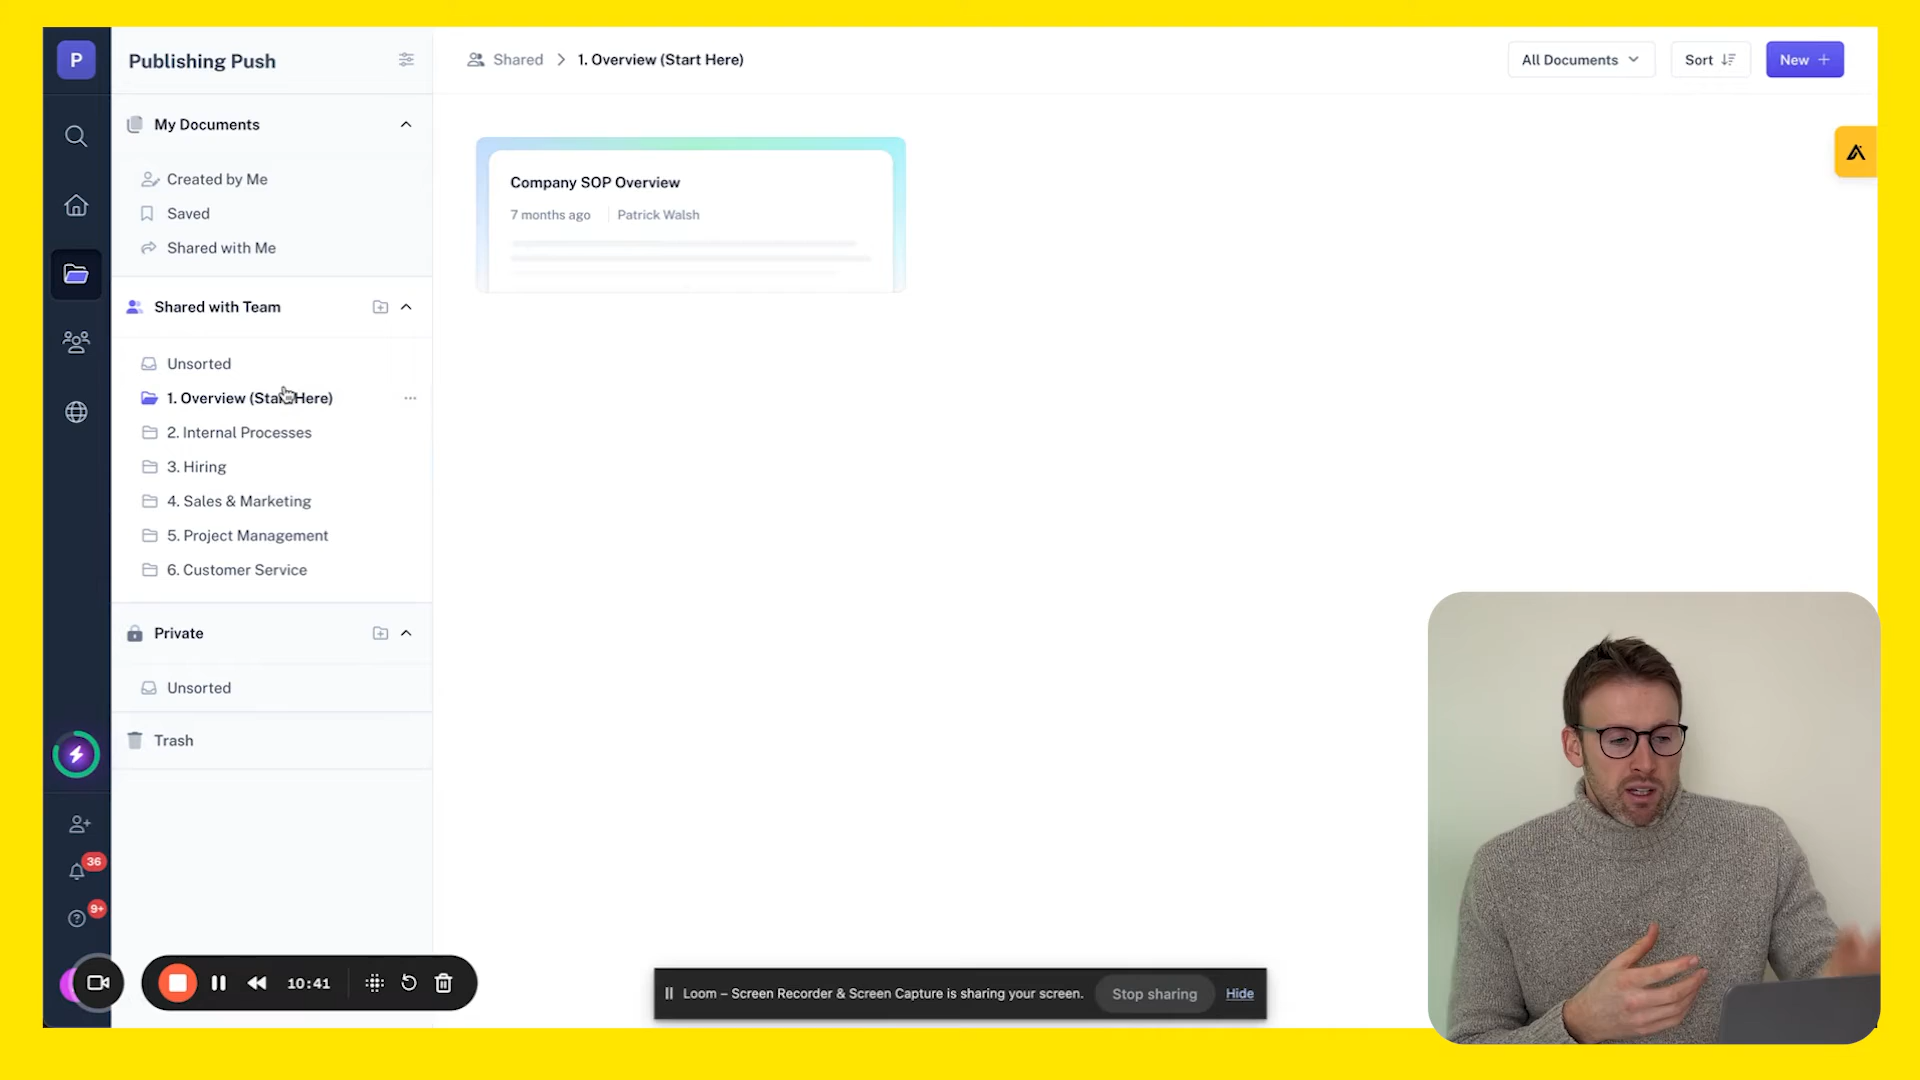 P
Publishing Push
My Documents
Created by Me
Saved
Shared with Me
Shared with Team
Unsorted
1. Overview (Start Here)
2. Internal Processes
3. Hiring
4. Sales & Marketing
5. Project Management
6. Customer Service
Private
Unsorted
Trash
36
9+
Shared > 1. Overview (Start Here)
All Documents
Sort
New +
Company SOP Overview
7 months ago
Patrick Walsh
10:41
Loom – Screen Recorder & Screen Capture is sharing your screen.
Stop sharing
Hide